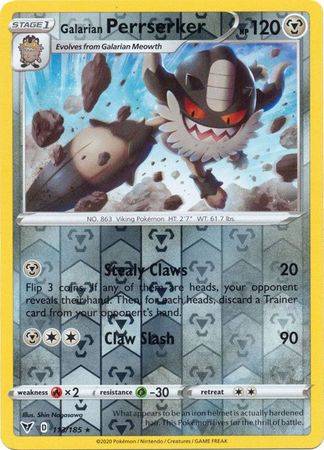 STAGE 1
Galarian Perrserker HP 120
Evolves from Galarian Meowth
NO. 863 Viking Pokémon HT: 2'7" WT: 61.7 lbs.
Stealy Claws 20
Flip 3 coins. If any of them are heads, your opponent
reveals their hand. Then, for each heads, discard a Trainer
card from your opponent's hand.
Claw Slash 90
weakness ×2 resistance -30 retreat
Illus. Shin Nagasawa
What appears to be an iron helmet is actually hardened
hair. This Pokémon lives for the thrill of battle.
D /185 ★
©2020 Pokémon / Nintendo / Creatures / GAME FREAK